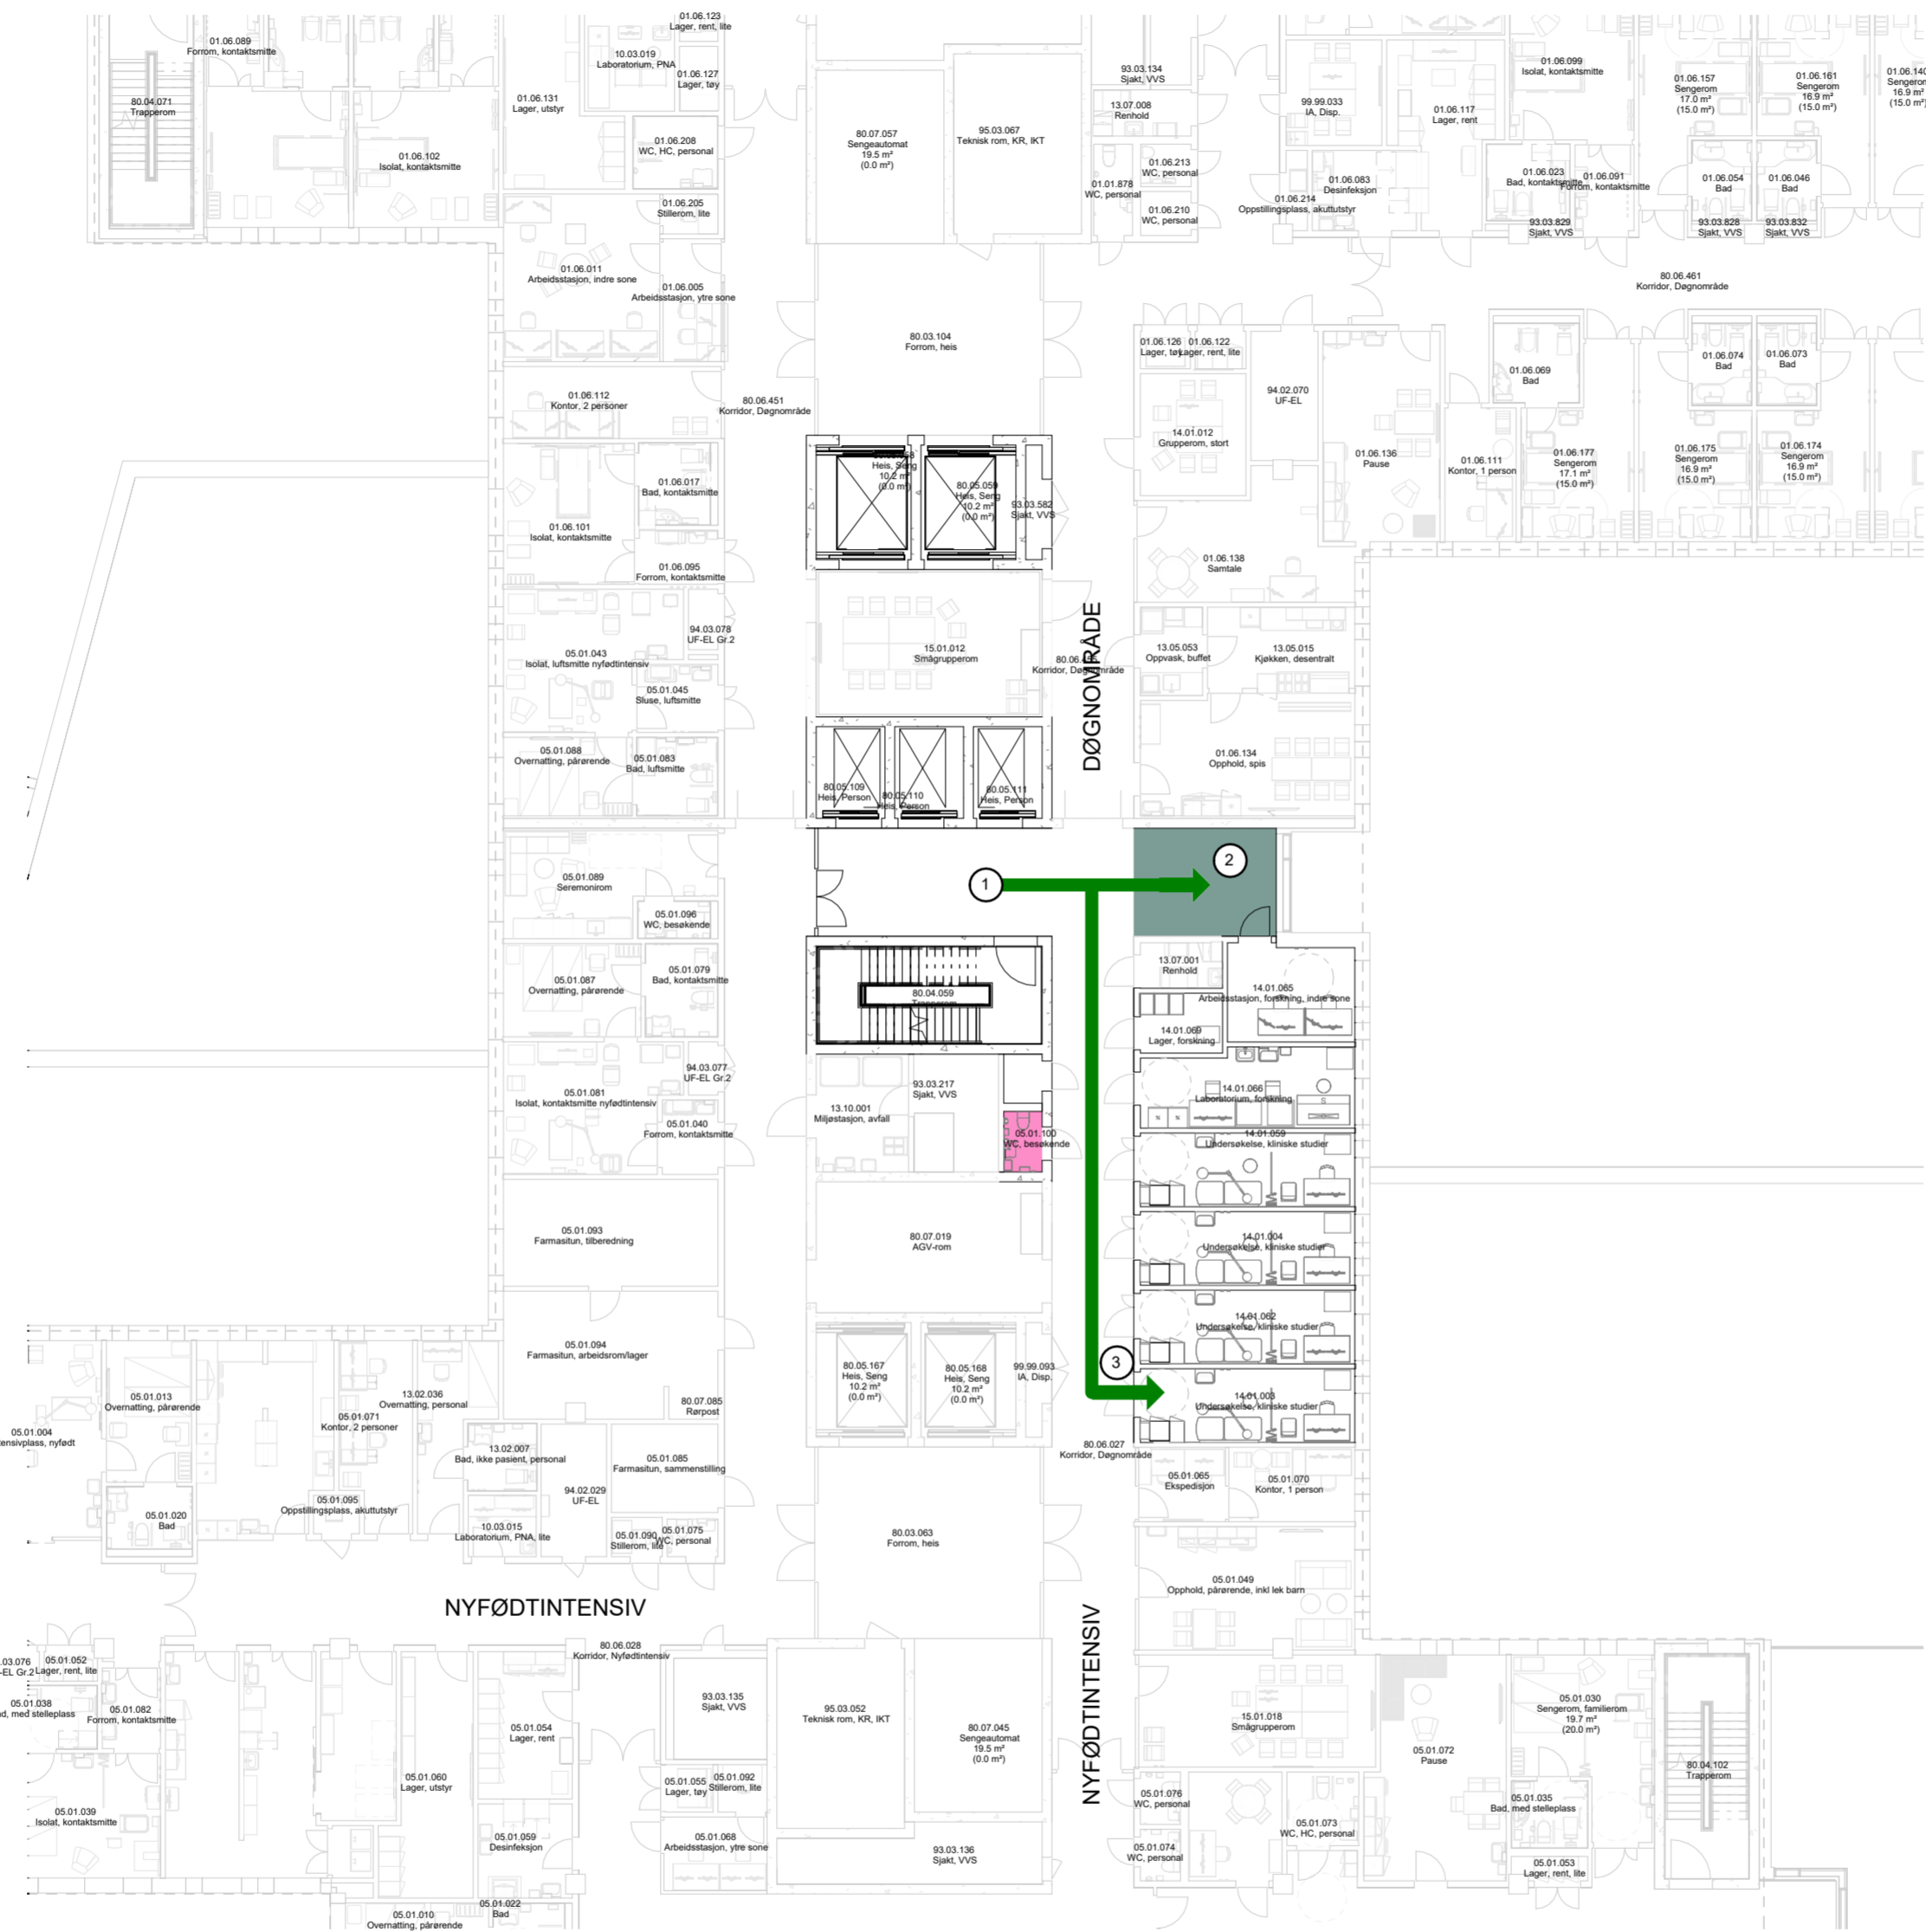 01.06.123
Lager, rent, lite
01.06.089
Forrom, kontaktsmitte
10.03.019
Laboratorium, PNA
01.06.127
Lager, tøy
93.03.134
Sjakt, VVS
01.06.099
Isolat, kontaktsmitte
01.06.157
Sengerom
17.0 m²
(15.0 m²)
01.06.161
Sengerom
16.9 m²
(15.0 m²)
01.06.140
Sengerom
16.9 m²
(15.0 m²)
80.04.071
Trapperom
01.06.131
Lager, utstyr
13.07.008
Renhold
99.99.033
IA, Disp.
01.06.117
Lager, rent
80.07.057
Sengeautomat
19.5 m²
(0.0 m²)
95.03.067
Teknisk rom, KR, IKT
01.06.102
Isolat, kontaktsmitte
01.06.208
WC, HC, personal
01.06.213
WC, personal
01.01.878
WC, personal
01.06.210
WC, personal
01.06.083
Desinfeksjon
01.06.214
Oppstillingsplass, akuttutstyr
01.06.023
Bad, kontaktsmitte
01.06.091
Forrom, kontaktsmitte
01.06.054
Bad
01.06.046
Bad
01.06.205
Stillerom, lite
93.03.829
Sjakt, VVS
93.03.828
Sjakt, VVS
93.03.832
Sjakt, VVS
01.06.011
Arbeidsstasjon, indre sone
01.06.005
Arbeidsstasjon, ytre sone
80.06.461
Korridor, Døgnområde
80.03.104
Forrom, heis
01.06.126
Lager, tøy
01.06.122
Lager, rent, lite
01.06.074
Bad
01.06.073
Bad
01.06.069
Bad
94.02.070
UF-EL
01.06.112
Kontor, 2 personer
80.06.451
Korridor, Døgnområde
14.01.012
Grupperom, stort
01.06.136
Pause
01.06.111
Kontor, 1 person
01.06.177
Sengerom
17.1 m²
(15.0 m²)
01.06.175
Sengerom
16.9 m²
(15.0 m²)
01.06.174
Sengerom
16.9 m²
(15.0 m²)
Heis, Seng
10.2 m²
(0.0 m²)
80.05.059
Heis, Seng
10.2 m²
(0.0 m²)
93.03.582
Sjakt, VVS
01.06.017
Bad, kontaktsmitte
01.06.101
Isolat, kontaktsmitte
01.06.095
Forrom, kontaktsmitte
01.06.138
Samtale
94.03.078
UF-EL Gr.2
05.01.043
Isolat, luftsmitte nyfødtintensiv
15.01.012
Smågrupperom
80.06.
Korridor, Døgnområde
DØGNOMRÅDE
13.05.053
Oppvask, buffet
13.05.015
Kjøkken, desentralt
05.01.045
Sluse, luftsmitte
05.01.088
Overnatting, pårørende
05.01.083
Bad, luftsmitte
01.06.134
Opphold, spis
80.05.109
Heis, Person
80.05.110
Heis, Person
80.05.111
Heis, Person
05.01.089
Seremonirom
1
2
05.01.096
WC, besøkende
05.01.087
Overnatting, pårørende
05.01.079
Bad, kontaktsmitte
80.04.059
Trapperom
13.07.001
Renhold
14.01.065
Arbeidsstasjon, forskning, indre sone
14.01.069
Lager, forskning
94.03.077
UF-EL Gr.2
05.01.081
Isolat, kontaktsmitte nyfødtintensiv
93.03.217
Sjakt, VVS
13.10.001
Miljøstasjon, avfall
14.01.066
Laboratorium, forskning
S
05.01.040
Forrom, kontaktsmitte
05.01.100
WC, besøkende
14.01.059
Undersøkelse, kliniske studier
05.01.093
Farmasitun, tilberedning
80.07.019
AGV-rom
14.01.004
Undersøkelse, kliniske studier
14.01.062
Undersøkelse, kliniske studier
05.01.094
Farmasitun, arbeidsrom/lager
80.05.167
Heis, Seng
10.2 m²
(0.0 m²)
80.05.168
Heis, Seng
10.2 m²
(0.0 m²)
99.99.093
IA, Disp.
3
14.01.003
Undersøkelse, kliniske studier
05.01.013
Overnatting, pårørende
13.02.036
Overnatting, personal
05.01.071
Kontor, 2 personer
80.07.085
Rørpost
05.01.004
ensivplass, nyfødt
13.02.007
Bad, ikke pasient, personal
05.01.085
Farmasitun, sammenstilling
80.06.027
Korridor, Døgnområde
05.01.065
Ekspedisjon
05.01.070
Kontor, 1 person
94.02.029
UF-EL
05.01.095
Oppstillingsplass, akuttutstyr
05.01.020
Bad
10.03.015
Laboratorium, PNA, lite
05.01.090
Stillerom, lite
05.01.075
WC, personal
80.03.063
Forrom, heis
05.01.049
Opphold, pårørende, inkl lek barn
NYFØDTINTENSIV
NYFØDTINTENSIV
80.06.028
Korridor, Nyfødtintensiv
.03.076
-EL Gr.2
05.01.052
Lager, rent, lite
05.01.038
d, med stelleplass
05.01.082
Forrom, kontaktsmitte
93.03.135
Sjakt, VVS
95.03.052
Teknisk rom, KR, IKT
80.07.045
Sengeautomat
19.5 m²
(0.0 m²)
15.01.018
Smågrupperom
05.01.030
Sengerom, familierom
19.7 m²
(20.0 m²)
05.01.054
Lager, rent
05.01.072
Pause
80.04.102
Trapperom
05.01.060
Lager, utstyr
05.01.055
Lager, tøy
05.01.092
Stillerom, lite
05.01.076
WC, personal
05.01.035
Bad, med stelleplass
05.01.039
Isolat, kontaktsmitte
05.01.073
WC, HC, personal
05.01.059
Desinfeksjon
05.01.068
Arbeidsstasjon, ytre sone
93.03.136
Sjakt, VVS
05.01.074
WC, personal
05.01.053
Lager, rent, lite
05.01.022
Bad
05.01.010
Overnatting, pårørende